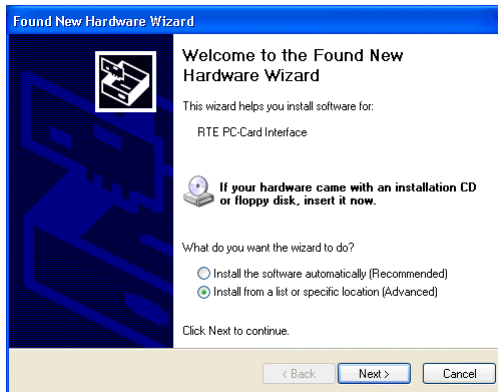 Found New Hardware Wizard
Welcome to the Found New
Hardware Wizard
This wizard helps you install software for:
RTE PC-Card Interface
If your hardware came with an installation CD
or floppy disk, insert it now.
What do you want the wizard to do?
Install the software automatically (Recommended)
Install from a list or specific location (Advanced)
Click Next to continue.
< Back
Next >
Cancel